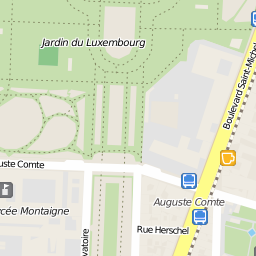 Jardin du Luxembourg
Boulevard Saint-Michel
uste Comte
Auguste Comte
cée Montaigne
Rue Herschel
rvatoire